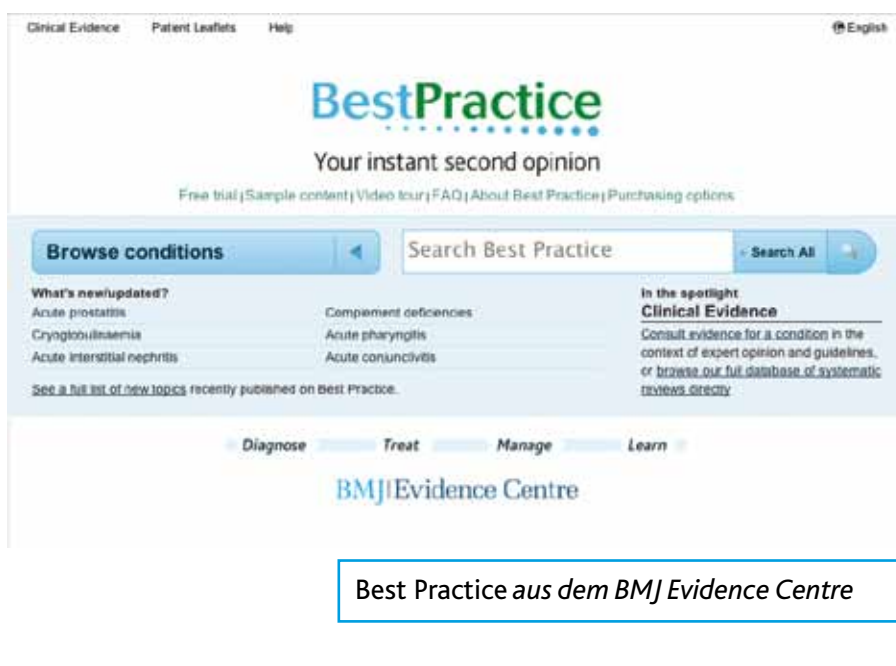 Clinical Evidence Patient Leaflets Help English
BestPractice
Your instant second opinion
Free trial | Sample content | Video tour | FAQ | About Best Practice | Purchasing options
Browse conditions Search Best Practice Search All
What's new/updated?
Acute prostatitis Complement deficiencies
Cryoglobulinaemia Acute pharyngitis
Acute interstitial nephritis Acute conjunctivitis
See a full list of new topics recently published on Best Practice.
In the spotlight
Clinical Evidence
Consult evidence for a condition in the
context of expert opinion and guidelines,
or browse our full database of systematic
reviews directly
Diagnose Treat Manage Learn
BMJ|Evidence Centre
Best Practice aus dem BMJ Evidence Centre